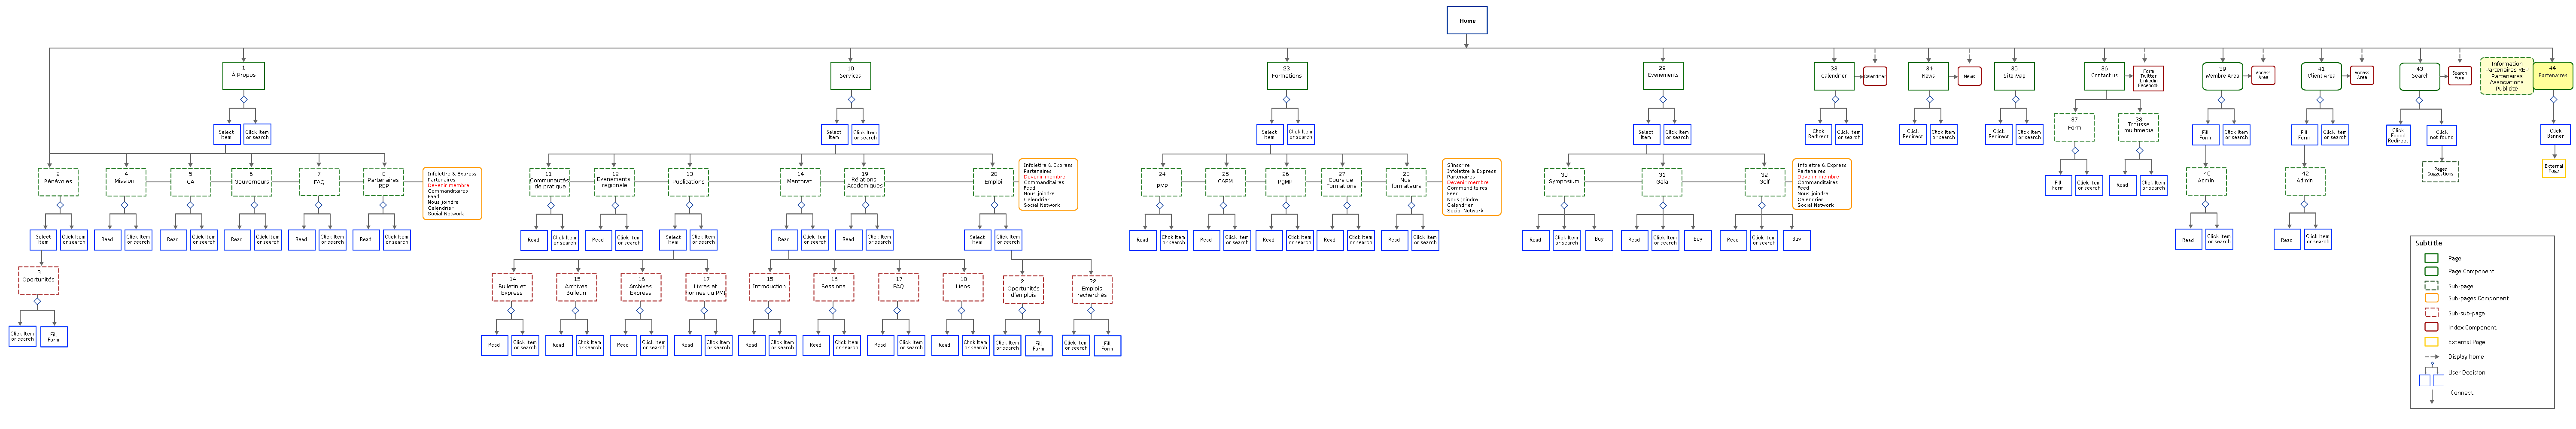 Home
1
À Propos
10
Services
23
Formations
29
Evenements
33
Calendrier
Calendrier
34
News
News
35
Site Map
36
Contact us
Form
Twitter
Linkedin
Facebook
39
Membre Area
Access
Area
41
Client Area
Access
Area
43
Search
Search
Form
Information
Partenaires REP
Partenaires
Associations
Publicité
44
Partenaires
Select
Item
Click Item
or search
Select
Item
Click Item
or search
Select
Item
Click Item
or search
Select
Item
Click Item
or search
Click
Redirect
Click Item
or search
Click
Redirect
Click Item
or search
Click
Redirect
Click Item
or search
37
Form
38
Trousse
multimedia
Fill
Form
Click Item
or search
Fill
Form
Click Item
or search
Click
Found
Redirect
Click
not found
Click
Banner
2
Bénévoles
4
Mission
5
CA
6
Gouverneurs
7
FAQ
8
Partenaires
REP
Infolettre & Express
Partenaires
Devenir membre
Commanditaires
Feed
Nous joindre
Calendrier
Social Network
11
Communautés
de pratique
12
Evenements
regionale
13
Publications
14
Mentorat
19
Rélations
Academiques
20
Emploi
Infolettre & Express
Partenaires
Devenir membre
Commanditaires
Feed
Nous joindre
Calendrier
Social Network
24
PMP
25
CAPM
26
PgMP
27
Cours de
Formations
28
Nos
formateurs
S'inscrire
Infolettre & Express
Partenaires
Devenir membre
Commanditaires
Feed
Nous joindre
Calendrier
Social Network
30
Symposium
31
Gala
32
Golf
Infolettre & Express
Partenaires
Devenir membre
Commanditaires
Feed
Nous joindre
Calendrier
Social Network
Fill
Form
Click Item
or search
Read
Click Item
or search
40
Admin
42
Admin
Pages
Suggestions
External
Page
Select
Item
Click Item
or search
Read
Click Item
or search
Read
Click Item
or search
Read
Click Item
or search
Read
Click Item
or search
Read
Click Item
or search
Read
Click Item
or search
Read
Click Item
or search
Select
Item
Click Item
or search
Read
Click Item
or search
Read
Click Item
or search
Select
Item
Click Item
or search
Read
Click Item
or search
Read
Click Item
or search
Read
Click Item
or search
Read
Click Item
or search
Read
Click Item
or search
Read
Click Item
or search
Buy
Read
Click Item
or search
Buy
Read
Click Item
or search
Buy
Read
Click Item
or search
Read
Click Item
or search
3
Oportunités
14
Bulletin et
Express
15
Archives
Bulletin
16
Archives
Express
17
Livres et
normes du PMI
15
Introduction
16
Sessions
17
FAQ
18
Liens
21
Oportunités
d'emplois
22
Emplois
recherchés
Click Item
or search
Fill
Form
Read
Click Item
or search
Read
Click Item
or search
Read
Click Item
or search
Read
Click Item
or search
Read
Click Item
or search
Read
Click Item
or search
Read
Click Item
or search
Read
Click Item
or search
Click Item
or search
Fill
Form
Click Item
or search
Fill
Form
Subtitle
Page
Page Component
Sub-page
Sub-pages Component
Sub-sub-page
Index Component
External Page
Display home
User Decision
Connect